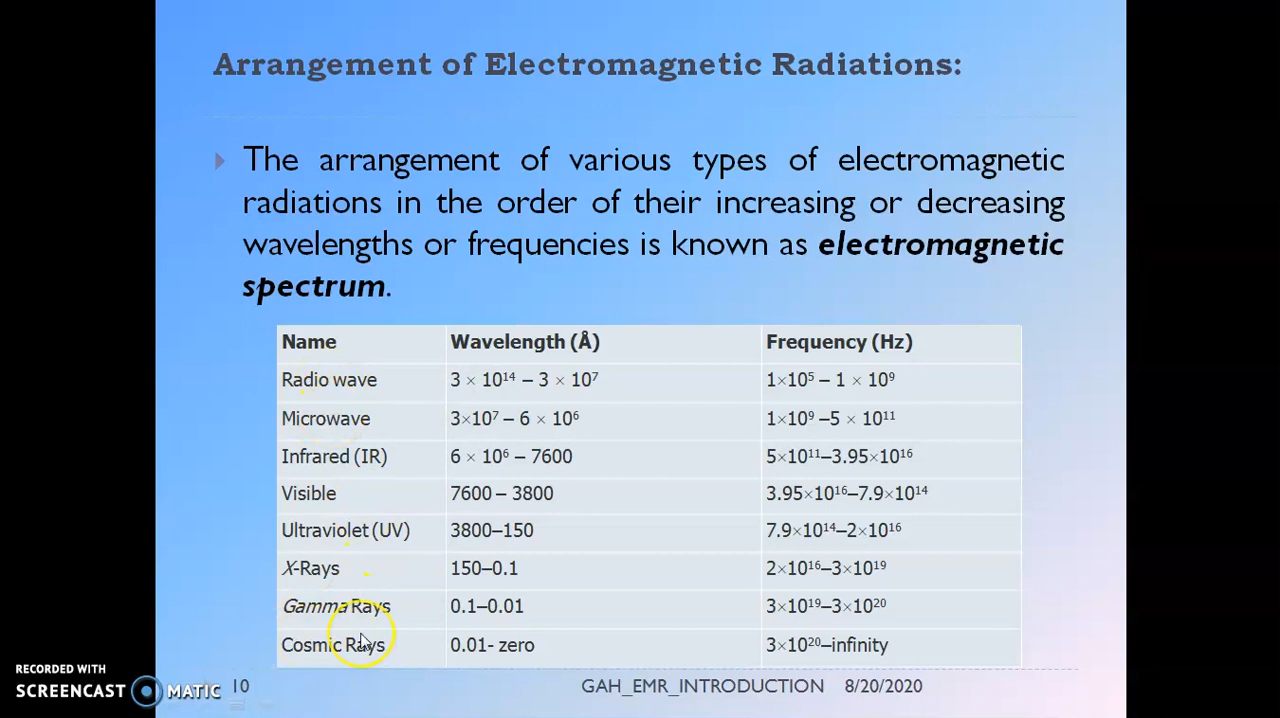 Arrangement of Electromagnetic Radiations:
The arrangement of various types of electromagnetic
radiations in the order of their increasing or decreasing
wavelengths or frequencies is known as electromagnetic
spectrum.
Name Wavelength (Å) Frequency (Hz)
Radio wave 3 × 10¹⁴ – 3 × 10⁷ 1×10⁵ – 1 × 10⁹
Microwave 3×10⁷ – 6 × 10⁶ 1×10⁹ –5 × 10¹¹
Infrared (IR) 6 × 10⁶ – 7600 5×10¹¹–3.95×10¹⁶
Visible 7600 – 3800 3.95×10¹⁶–7.9×10¹⁴
Ultraviolet (UV) 3800–150 7.9×10¹⁴–2×10¹⁶
X-Rays 150–0.1 2×10¹⁶–3×10¹⁹
Gamma Rays 0.1–0.01 3×10¹⁹–3×10²⁰
Cosmic Rays 0.01- zero 3×10²⁰–infinity
RECORDED WITH
SCREENCAST MATIC
10 GAH_EMR_INTRODUCTION 8/20/2020